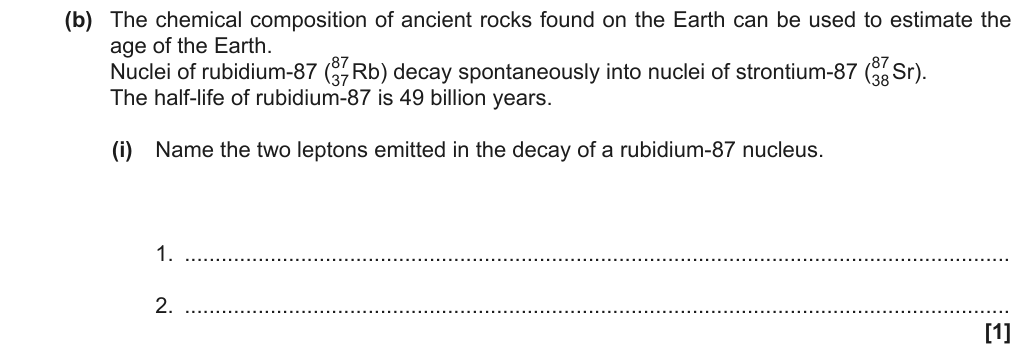 (b) The chemical composition of ancient rocks found on the Earth can be used to estimate the
age of the Earth.
Nuclei of rubidium-87 (⁸⁷₃₇Rb) decay spontaneously into nuclei of strontium-87 (⁸⁷₃₈Sr).
The half-life of rubidium-87 is 49 billion years.
(i) Name the two leptons emitted in the decay of a rubidium-87 nucleus.
1. ....................................................................................................................................
2. ....................................................................................................................................
[1]